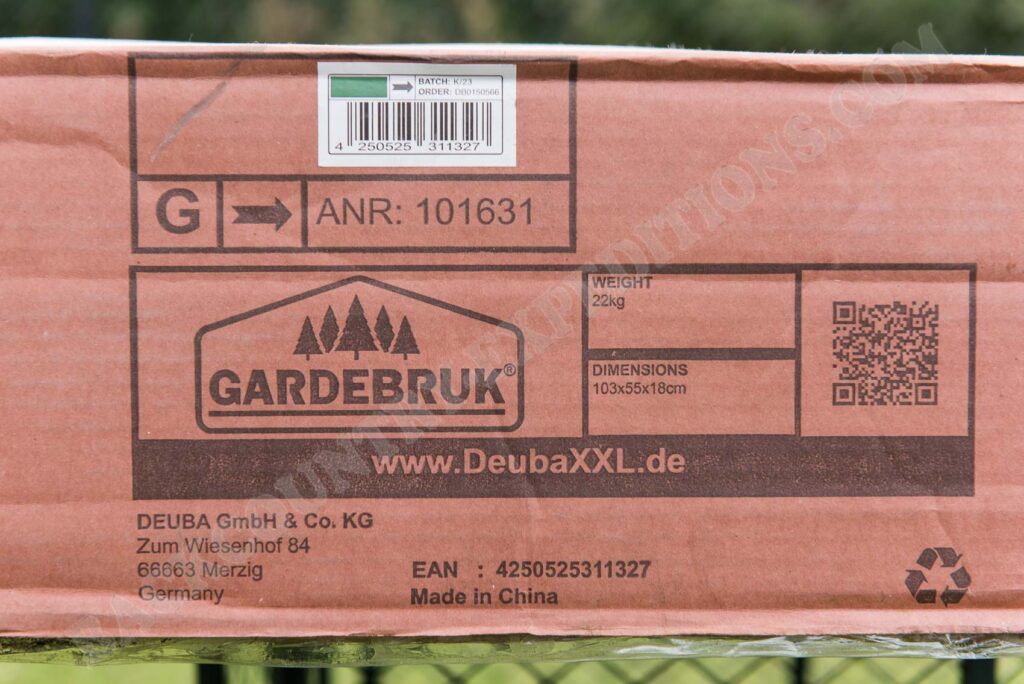 BATCH: K/23
ORDER: DB0150566
4 250525 311327
G ANR: 101631
GARDEBRUK®
WEIGHT
22kg
DIMENSIONS
103x55x18cm
www.DeubaXXL.de
DEUBA GmbH & Co. KG
Zum Wiesenhof 84
66663 Merzig
Germany
EAN : 4250525311327
Made in China